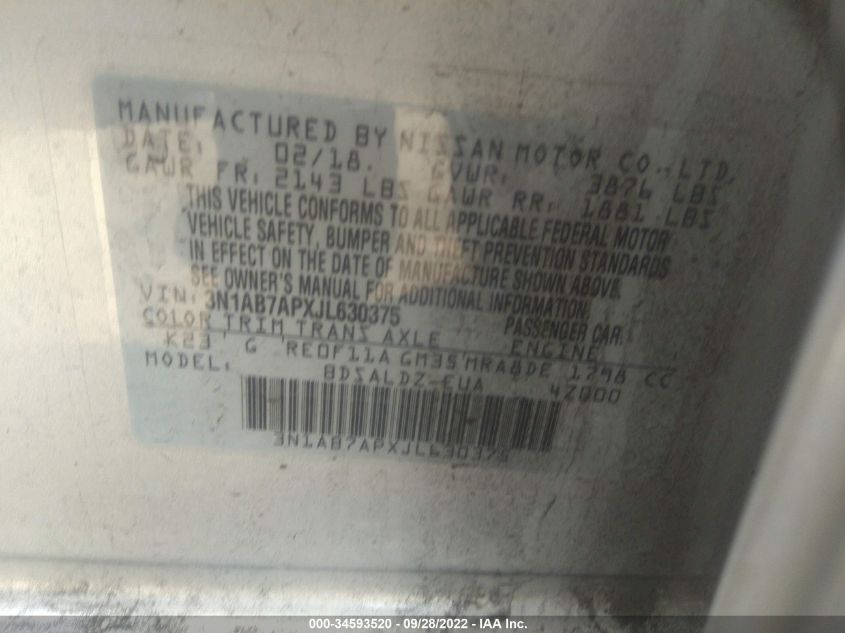 MANUFACTURED BY NISSAN MOTOR CO., LTD.
DATE: 02/18. GVWR: 3876 LBS
GAWR FR: 2143 LBS GAWR RR: 1881 LBS
THIS VEHICLE CONFORMS TO ALL APPLICABLE FEDERAL MOTOR
VEHICLE SAFETY, BUMPER AND THEFT PREVENTION STANDARDS
IN EFFECT ON THE DATE OF MANUFACTURE SHOWN ABOVE.
SEE OWNER'S MANUAL FOR ADDITIONAL INFORMATION.
VIN: 3N1AB7APXJL630375 PASSENGER CAR
COLOR TRIM TRANS AXLE ENGINE
K23 G RE0F11A GM35 MRA8DE 1798 CC
MODEL: BDSALDZ-EUA 4Z000
3N1AB7APXJL630375
000-34593520 - 09/28/2022 - IAA Inc.